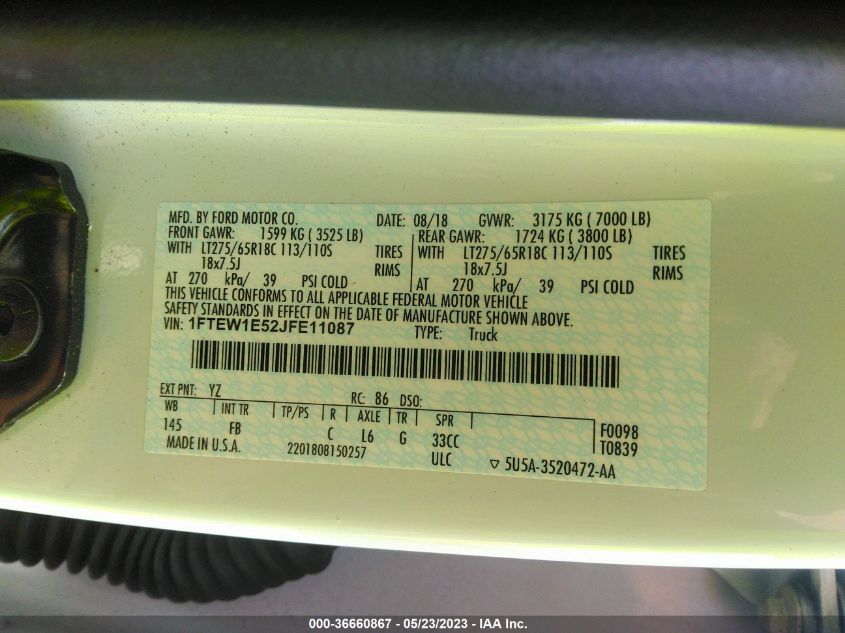 MFD. BY FORD MOTOR CO. DATE: 08/18 GVWR: 3175 KG ( 7000 LB)
FRONT GAWR: 1599 KG ( 3525 LB) REAR GAWR: 1724 KG ( 3800 LB)
WITH LT275/65R18C 113/110S TIRES WITH LT275/65R18C 113/110S TIRES
18x7.5J RIMS 18x7.5J RIMS
AT 270 kPa/ 39 PSI COLD AT 270 kPa/ 39 PSI COLD
THIS VEHICLE CONFORMS TO ALL APPLICABLE FEDERAL MOTOR VEHICLE
SAFETY STANDARDS IN EFFECT ON THE DATE OF MANUFACTURE SHOWN ABOVE.
VIN: 1FTEW1E52JFE11087 TYPE: Truck
EXT PNT: YZ RC: 86 DSO:
WB INT TR TP/PS R AXLE TR SPR
145 FB C L6 G 33CC F0098
T0839
MADE IN U.S.A. 2201808150257 ULC ▽ 5U5A-3520472-AA
000-36660867 - 05/23/2023 - IAA Inc.